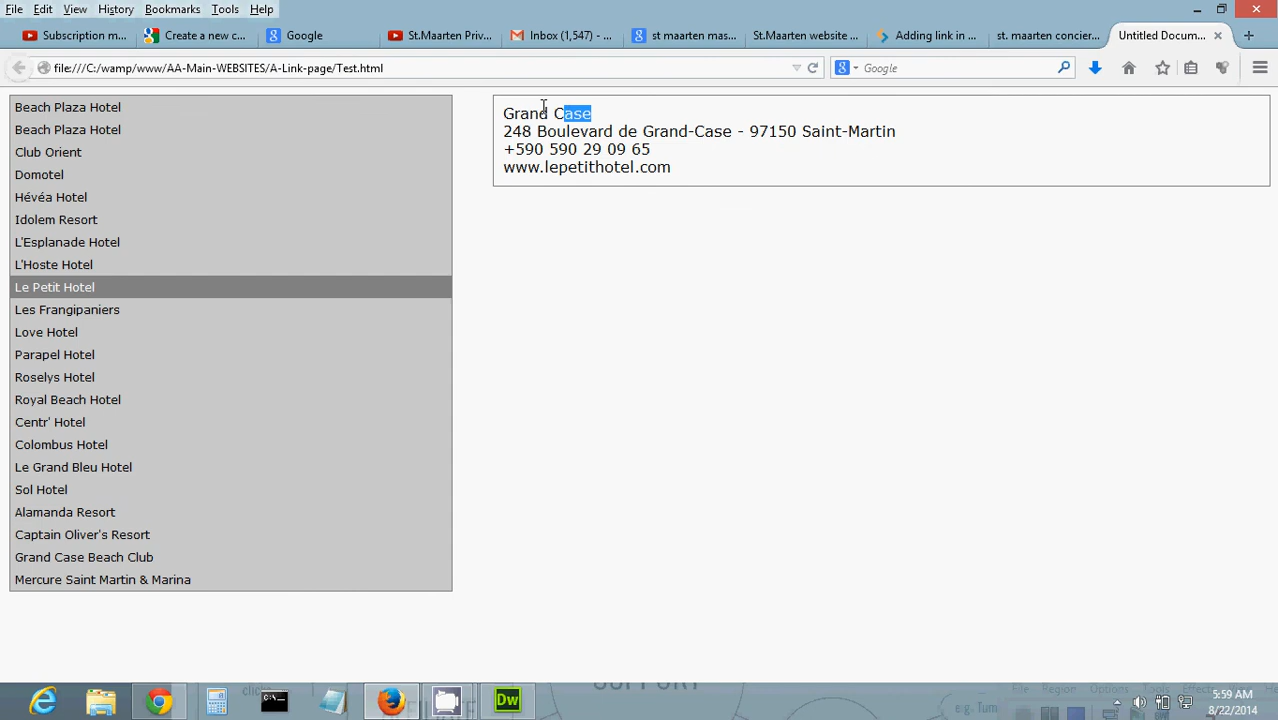 File Edit View History Bookmarks Tools Help
Subscription m... Create a new c... Google St.Maarten Priv... Inbox (1,547) - ... st maarten mas... St.Maarten website ... Adding link in ... st. maarten concier... Untitled Docum...
file:///C:/wamp/www/AA-Main-WEBSITES/A-Link-page/Test.html Google
Beach Plaza Hotel
Beach Plaza Hotel
Club Orient
Domotel
Hévéa Hotel
Idolem Resort
L'Esplanade Hotel
L'Hoste Hotel
Le Petit Hotel
Les Frangipaniers
Love Hotel
Parapel Hotel
Roselys Hotel
Royal Beach Hotel
Centr' Hotel
Colombus Hotel
Le Grand Bleu Hotel
Sol Hotel
Alamanda Resort
Captain Oliver's Resort
Grand Case Beach Club
Mercure Saint Martin & Marina
Grand Case
248 Boulevard de Grand-Case - 97150 Saint-Martin
+590 590 29 09 65
www.lepetithotel.com
Dw
File Region Options
e.g. Tum
5:59 AM
8/22/2014